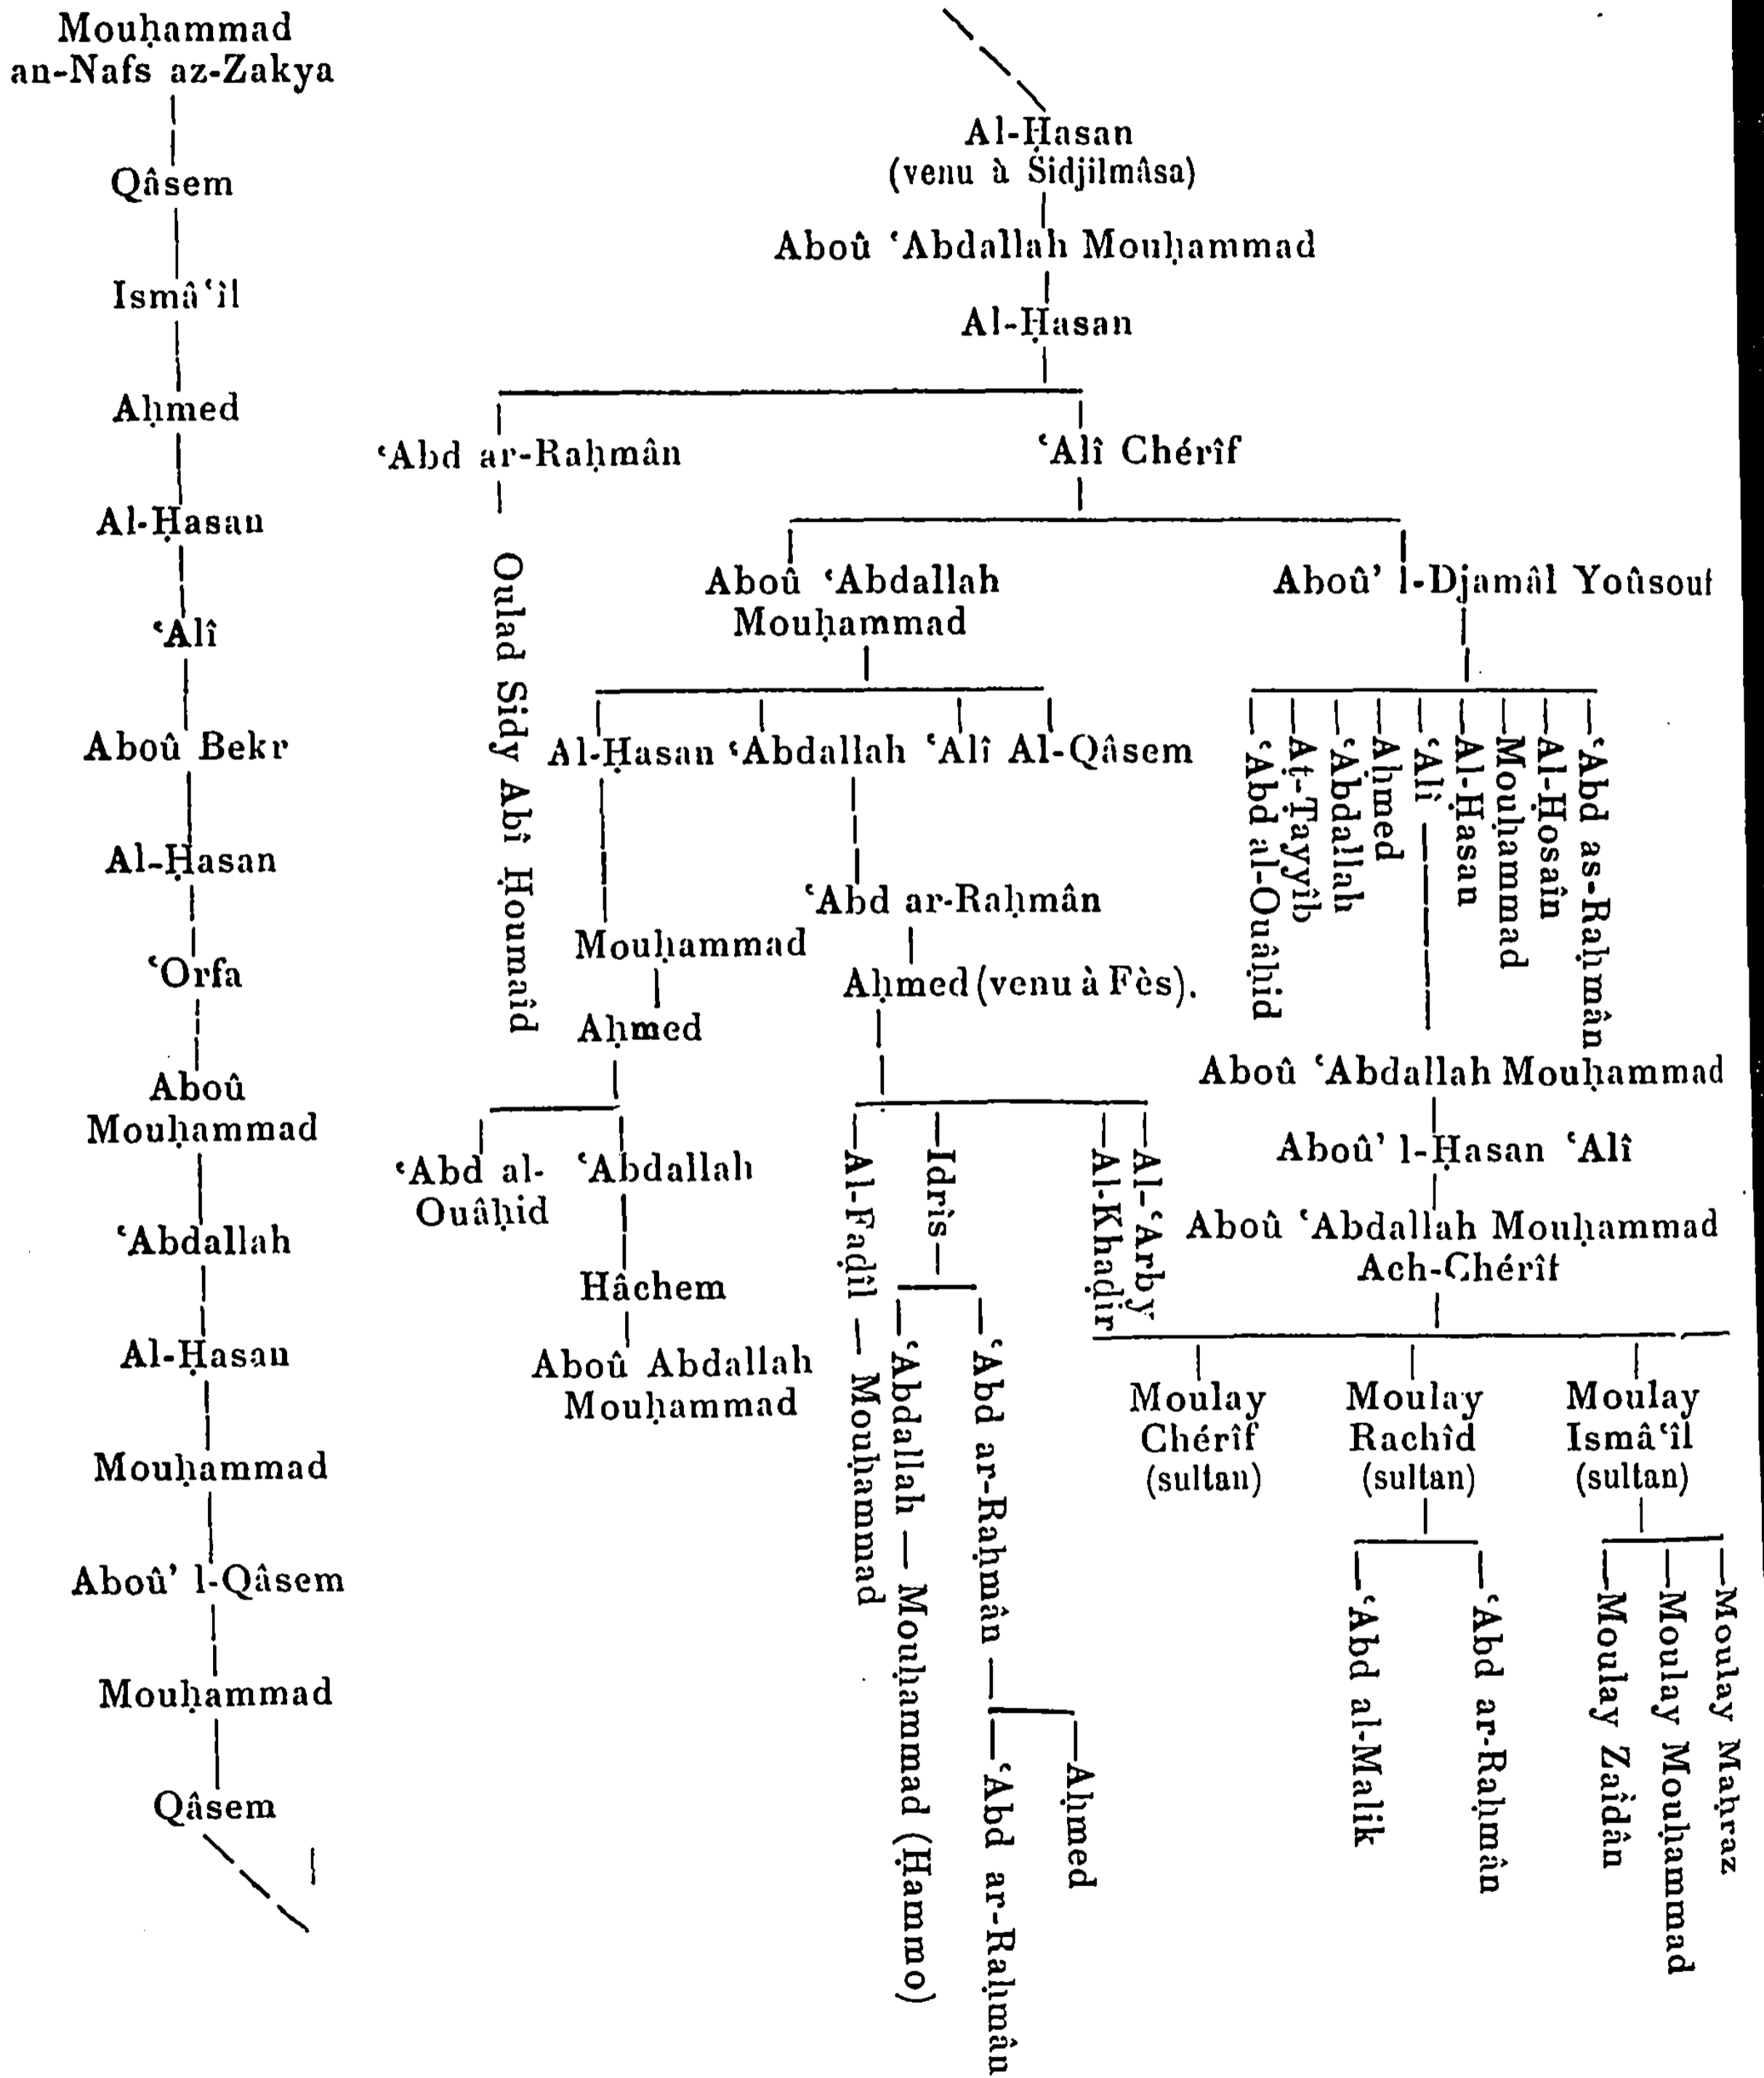 Mouḥammad
an-Nafs az-Zakya
Qâsem
Ismâ‘îl
Aḥmed
Al-Ḥasan
‘Alî
Aboû Bekr
Al-Ḥasan
‘Orfa
Aboû
Mouḥammad
‘Abdallah
Al-Ḥasan
Mouḥammad
Aboû’ l-Qâsem
Mouḥammad
Qâsem
Al-Ḥasan
(venu à Sidjilmâsa)
Aboû ‘Abdallah Mouḥammad
Al-Ḥasan
‘Abd ar-Raḥmân
‘Alî Chérîf
Oulad Sidy Abî Ḥoumaîd
Aboû ‘Abdallah
Mouḥammad
Aboû’ l-Djamâl Yoûsouf
Al-Ḥasan ‘Abdallah ‘Alî Al-Qâsem
‘Abd al-Ouâḥid
Aṭ-Ṭayyîb
‘Abdallah
Aḥmed
‘Alî
Al-Ḥasan
Mouḥammad
Al-Ḥosaîn
‘Abd as-Raḥmân
Mouḥammad
Aḥmed
‘Abd al-
Ouâḥid
‘Abdallah
Hâchem
Aboû Abdallah
Mouḥammad
‘Abd ar-Raḥmân
Aḥmed (venu à Fès).
Al-Faḍîl — Mouḥammad
Idrîs
Al-Khaḍir
Al-‘Arby
‘Abdallah — Mouḥammad (Ḥammo)
‘Abd ar-Raḥmân
‘Abd ar-Raḥmân
Aḥmed
Aboû ‘Abdallah Mouḥammad
Aboû’ l-Ḥasan ‘Alî
Aboû ‘Abdallah Mouḥammad
Ach-Chérîf
Moulay
Chérîf
(sultan)
Moulay
Rachîd
(sultan)
Moulay
Ismâ‘îl
(sultan)
‘Abd al-Malik
‘Abd ar-Raḥmân
Moulay Zaîdân
Moulay Mouḥammad
Moulay Maḥraz